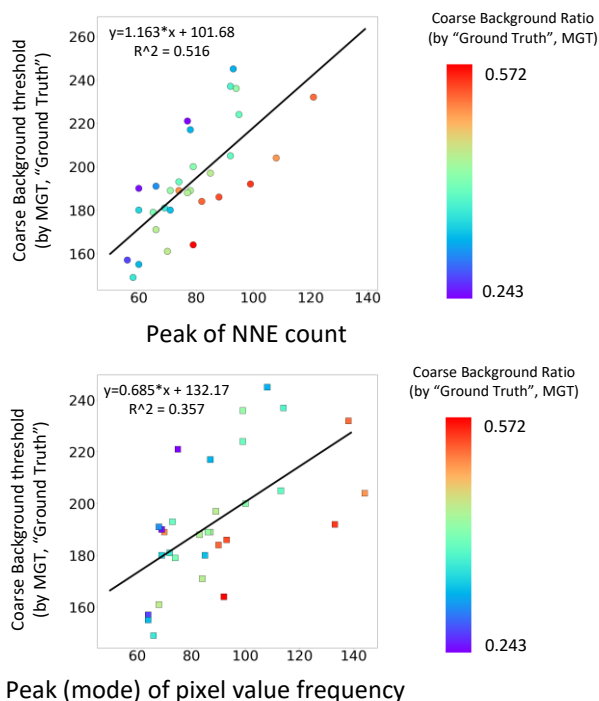 Coarse Background Ratio
(by “Ground Truth”, MGT)
y=1.163*x + 101.68
R^2 = 0.516
260
240
220
200
180
160
60
80
100
120
140
Coarse Background threshold
(by MGT, “Ground Truth”)
Peak of NNE count
0.572
0.243
Coarse Background Ratio
(by “Ground Truth”, MGT)
y=0.685*x + 132.17
R^2 = 0.357
240
220
200
180
160
60
80
100
120
140
Coarse Background threshold
(by MGT, “Ground Truth”)
0.572
0.243
Peak (mode) of pixel value frequency